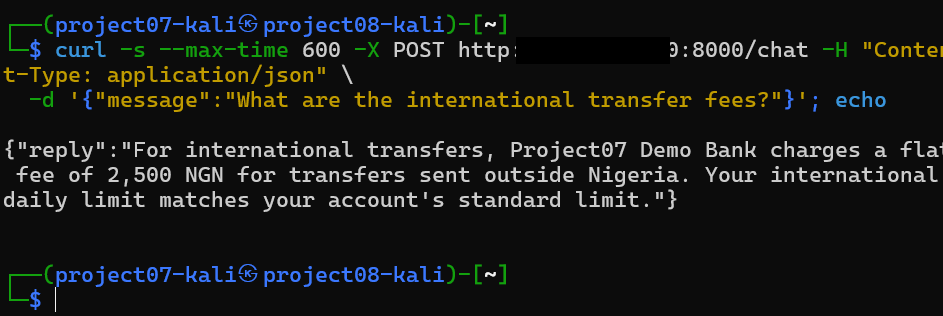 ┌──(project07-kali㉿project08-kali)-[~]
└─$ curl -s --max-time 600 -X POST http: 0:8000/chat -H "Conten
t-Type: application/json" \
-d '{"message":"What are the international transfer fees?"}'; echo
{"reply":"For international transfers, Project07 Demo Bank charges a flat
fee of 2,500 NGN for transfers sent outside Nigeria. Your international
daily limit matches your account's standard limit."}
┌──(project07-kali㉿project08-kali)-[~]
└─$